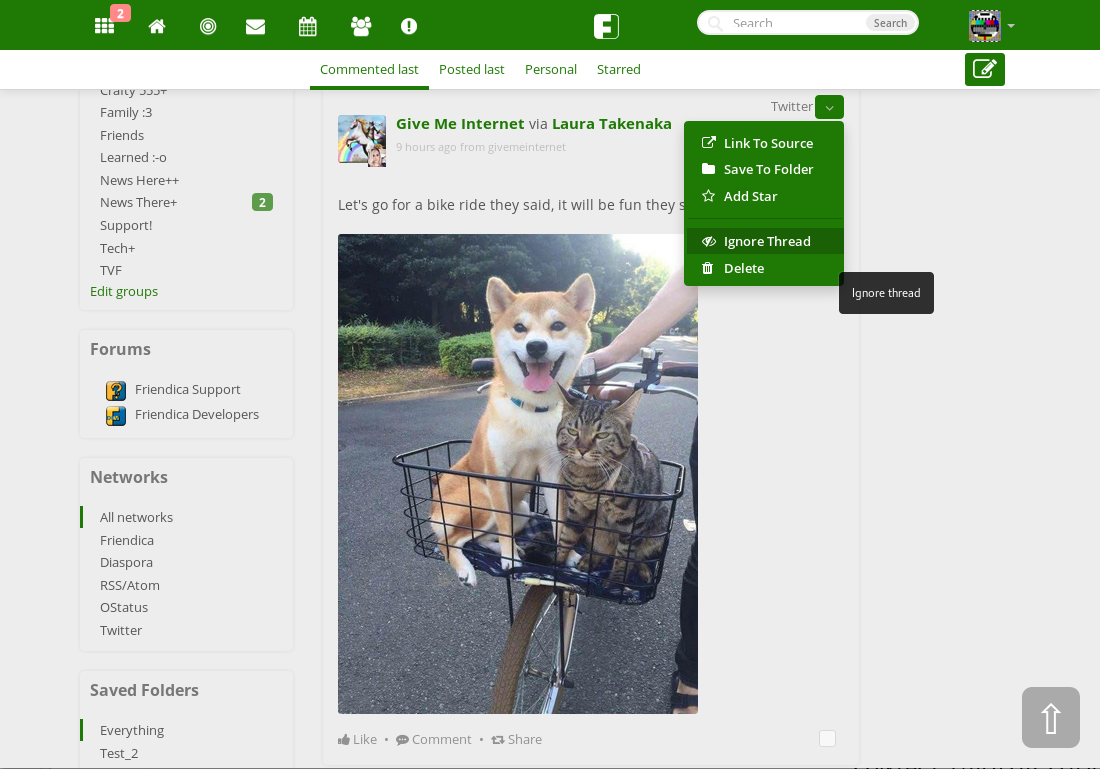 2
Search
Search
Commented last
Posted last
Personal
Starred
Crafty 555+
Family :3
Friends
Learned :-o
News Here++
News There+
2
Support!
Tech+
TVF
Edit groups
Forums
Friendica Support
Friendica Developers
Networks
All networks
Friendica
Diaspora
RSS/Atom
OStatus
Twitter
Saved Folders
Everything
Test_2
Twitter
Give Me Internet via Laura Takenaka
9 hours ago from givemeinternet
Let's go for a bike ride they said, it will be fun they s
Link To Source
Save To Folder
Add Star
Ignore Thread
Delete
Ignore thread
Like • Comment • Share